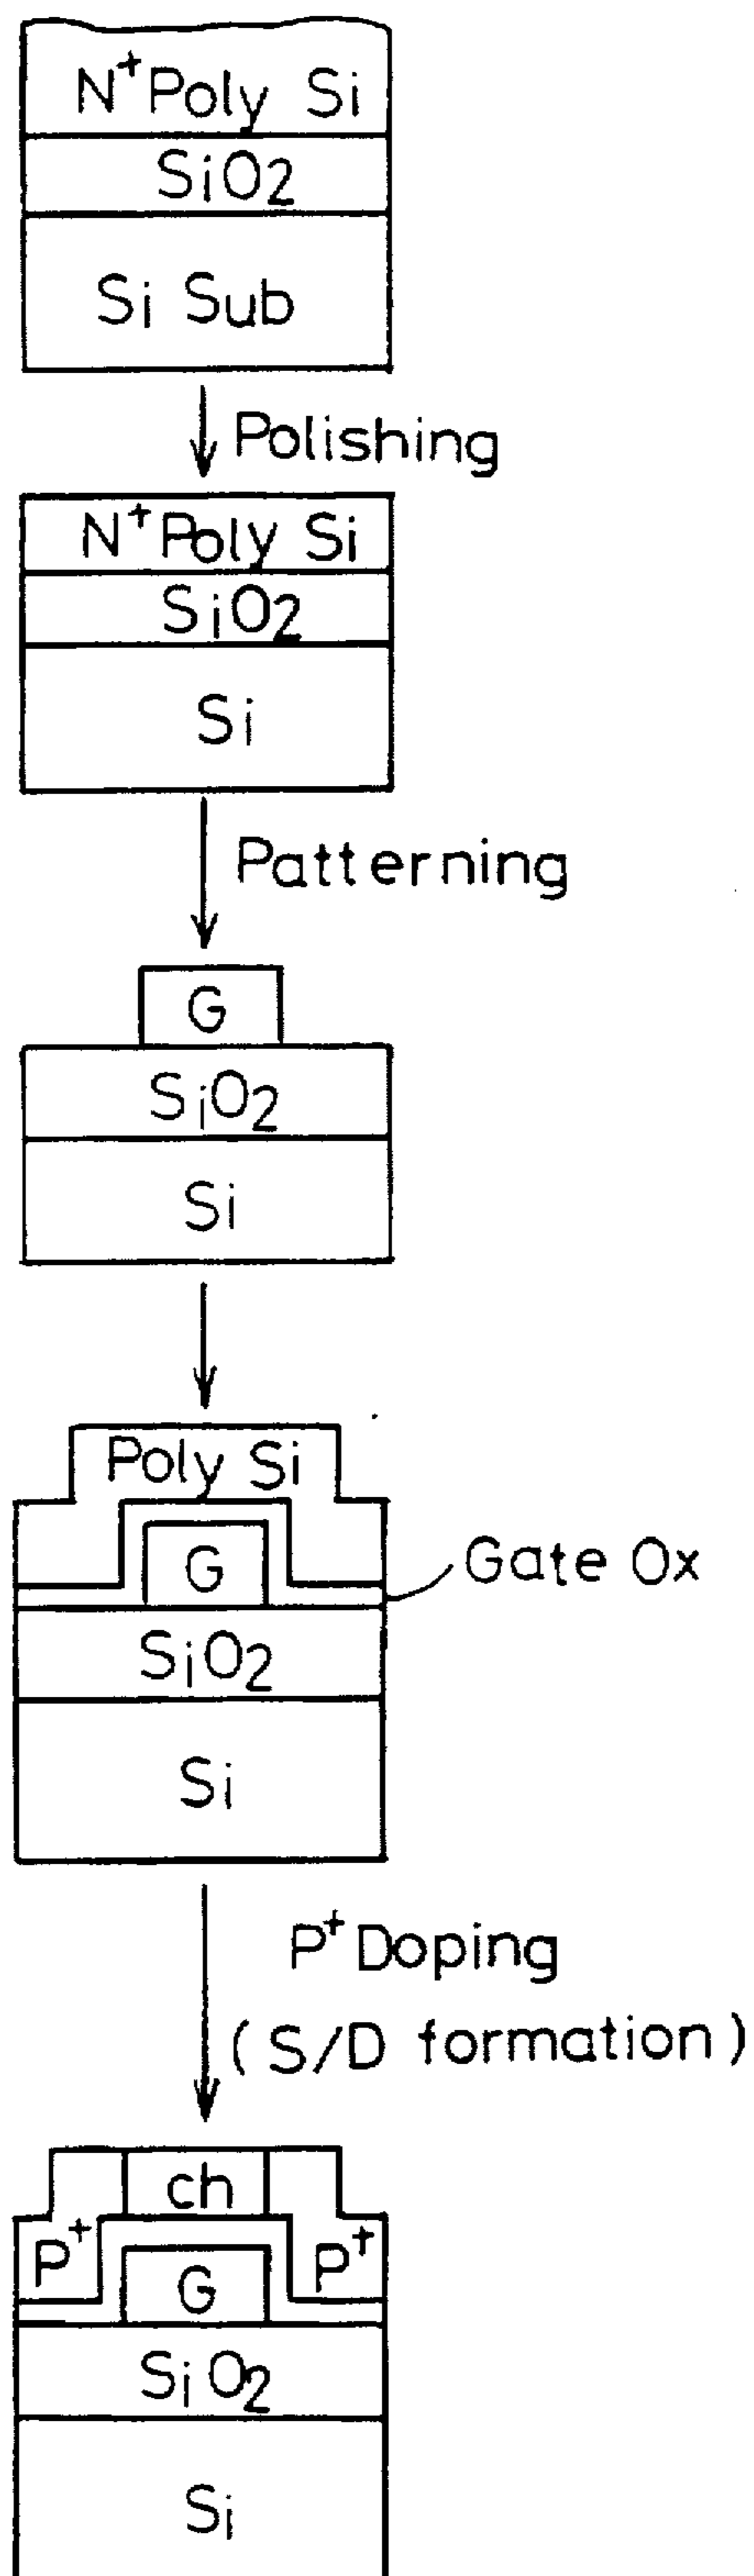 N⁺Poly Si
SiO₂
Si Sub
Polishing
N⁺Poly Si
SiO₂
Si
Patterning
G
SiO₂
Si
Poly Si
G
Gate Ox
SiO₂
Si
P⁺Doping
(S/D formation)
ch
P⁺ P⁺
G
SiO₂
Si